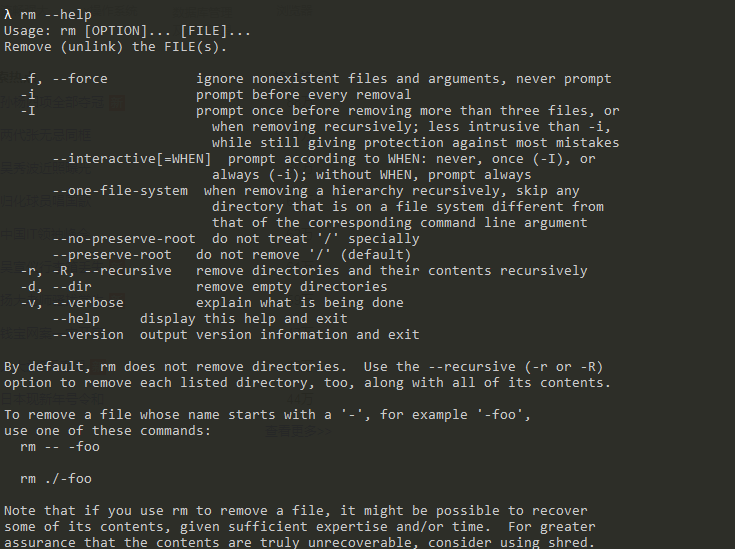 λ rm --help
Usage: rm [OPTION]... [FILE]...
Remove (unlink) the FILE(s).

  -f, --force           ignore nonexistent files and arguments, never prompt
  -i                    prompt before every removal
  -I                    prompt once before removing more than three files, or
                          when removing recursively; less intrusive than -i,
                          while still giving protection against most mistakes
      --interactive[=WHEN]  prompt according to WHEN: never, once (-I), or
                          always (-i); without WHEN, prompt always
      --one-file-system  when removing a hierarchy recursively, skip any
                          directory that is on a file system different from
                          that of the corresponding command line argument
      --no-preserve-root  do not treat '/' specially
      --preserve-root   do not remove '/' (default)
  -r, -R, --recursive   remove directories and their contents recursively
  -d, --dir             remove empty directories
  -v, --verbose         explain what is being done
      --help     display this help and exit
      --version  output version information and exit

By default, rm does not remove directories.  Use the --recursive (-r or -R)
option to remove each listed directory, too, along with all of its contents.

To remove a file whose name starts with a '-', for example '-foo',
use one of these commands:
  rm -- -foo

  rm ./-foo

Note that if you use rm to remove a file, it might be possible to recover
some of its contents, given sufficient expertise and/or time.  For greater
assurance that the contents are truly unrecoverable, consider using shred.